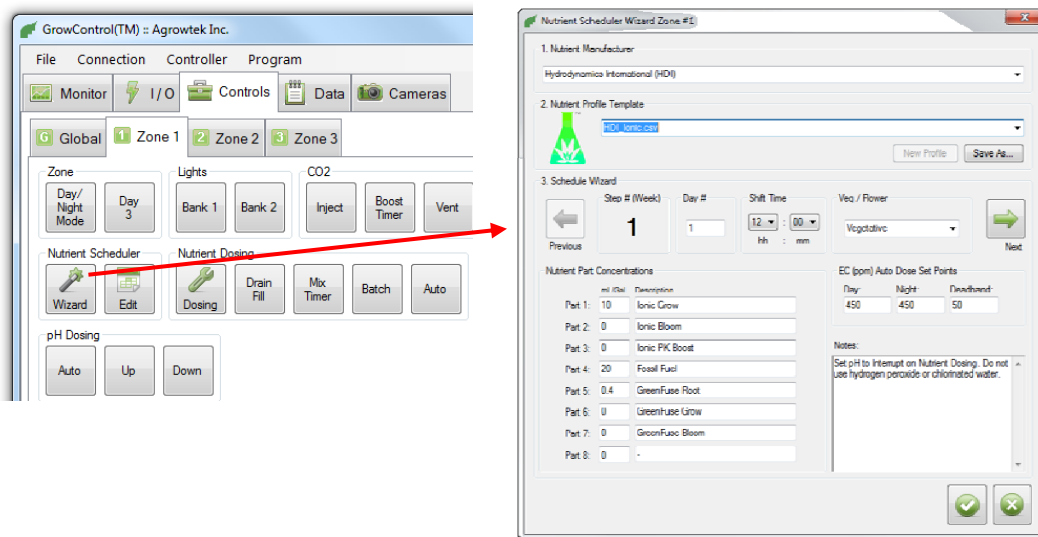 GrowControl(TM) :: Agrowtek Inc.
File Connection Controller Program
Monitor I/O Controls Data Cameras
G Global 1 Zone 1 2 Zone 2 3 Zone 3
Zone Lights CO2
Day/
Night
Mode
Day
3
Bank 1 Bank 2 Inject
Boost
Timer
Vent
Nutrient Scheduler Nutrient Dosing
Wizard Edit Dosing
Drain
Fill
Mix
Timer
Batch Auto
pH Dosing
Auto Up Down
Nutrient Scheduler Wizard Zone #1
1. Nutrient Manufacturer
Hydrodynamics International (HDI)
2. Nutrient Profile Template
HDI_Ionic.csv
New Profile Save As...
3. Schedule Wizard
Step # (Week) Day # Shift Time Veg / Flower
1 1 12 : 00 Vegetative
hh : mm
Previous Next
Nutrient Part Concentrations EC (ppm) Auto Dose Set Points
mL/Gal Description Day: Night: Deadband:
Part 1: 10 Ionic Grow 450 450 50
Part 2: 0 Ionic Bloom
Part 3: 0 Ionic PK Boost
Part 4: 20 Fossil Fuel
Part 5: 0.4 GreenFuse Root
Part 6: 0 GreenFuse Grow
Part 7: 0 GreenFuse Bloom
Part 8: 0 -
Notes:
Set pH to Interrupt on Nutrient Dosing. Do not
use hydrogen peroxide or chlorinated water.